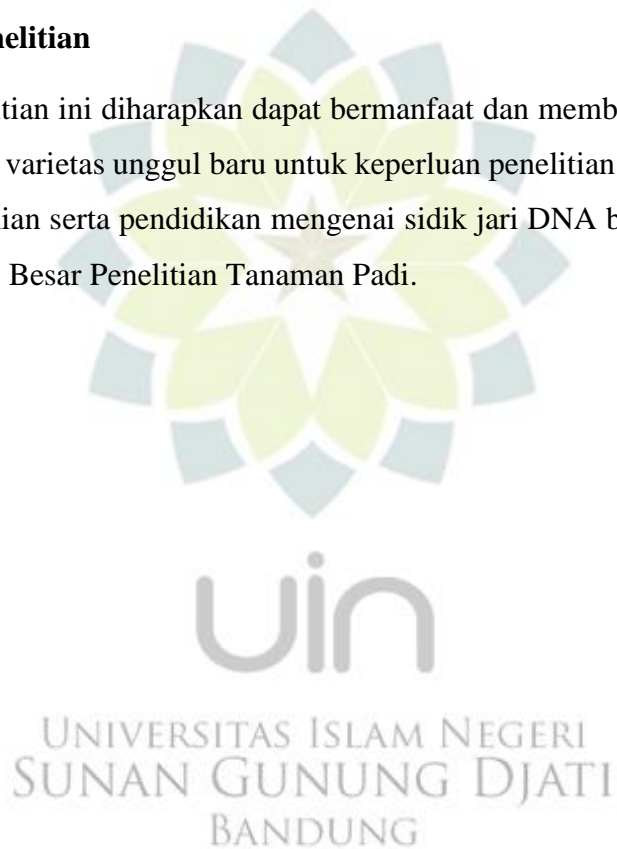 nelitian
itian ini diharapkan dapat bermanfaat dan memb
varietas unggul baru untuk keperluan penelitian
ian serta pendidikan mengenai sidik jari DNA b
Besar Penelitian Tanaman Padi.
uin
UNIVERSITAS ISLAM NEGERI
SUNAN GUNUNG DJATI
BANDUNG